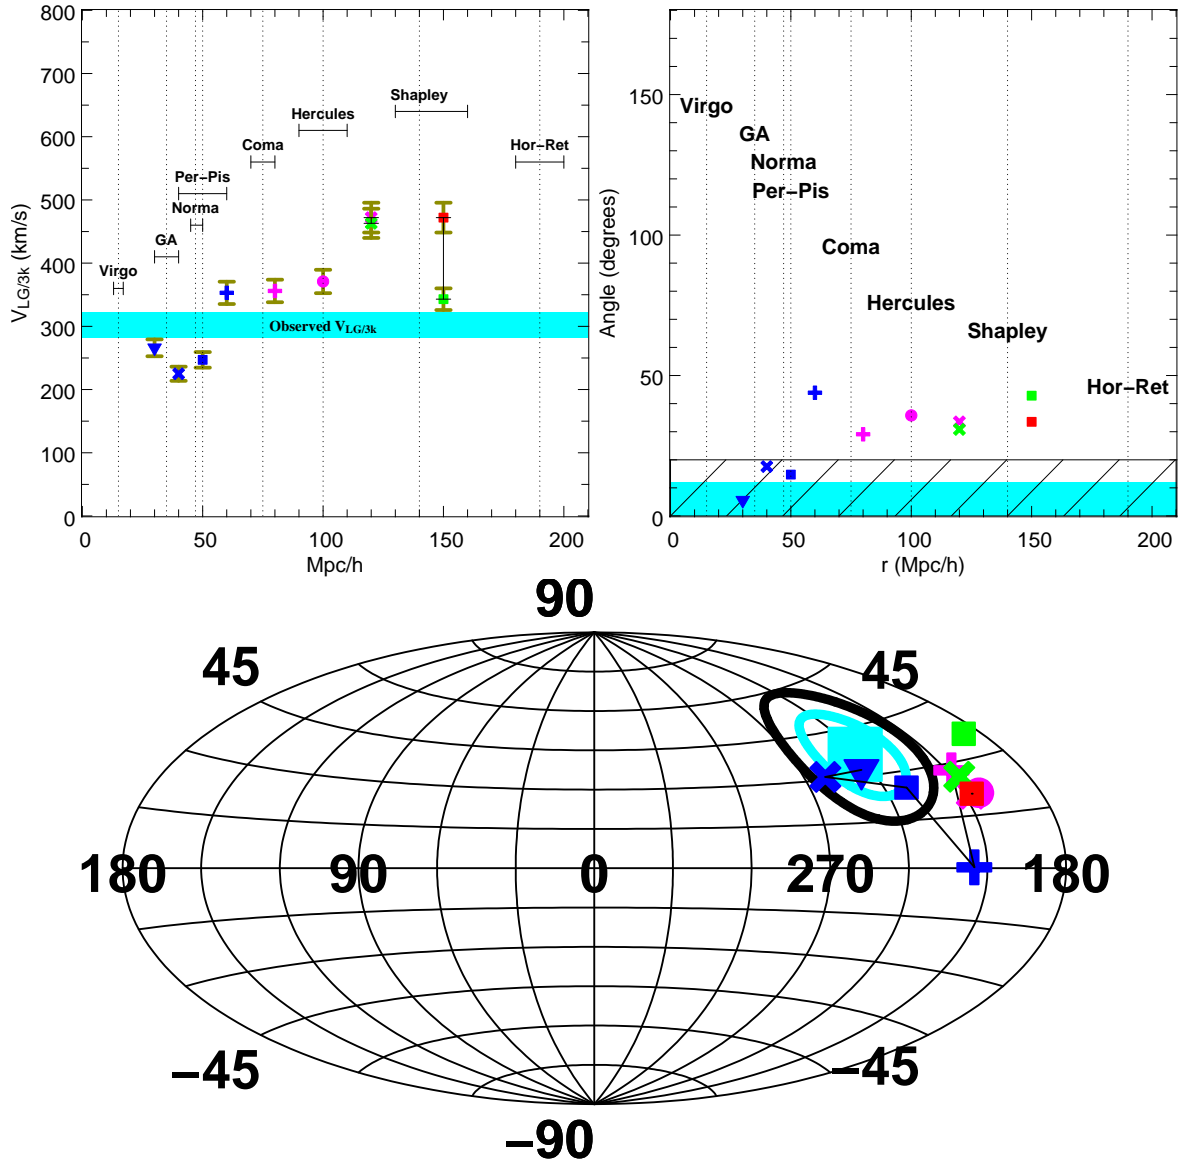 800
700
600
500
400
300
200
100
0
V_LG/3k (km/s)
Shapley
Hercules
Coma
Hor−Ret
Per−Pis
Norma
GA
Virgo
Observed V_LG/3k
0 50 100 150 200
Mpc/h
150
100
50
0
Angle (degrees)
Virgo
GA
Norma
Per−Pis
Coma
Hercules
Shapley
Hor−Ret
0 50 100 150 200
r (Mpc/h)
90
45 45
180 90 0 270 180
−45 −45
−90